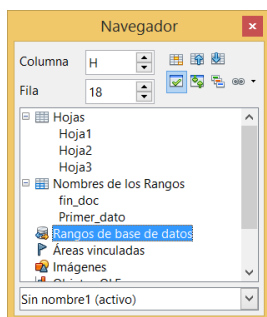 Navegador
Columna H
Fila 18
Hojas
Hoja1
Hoja2
Hoja3
Nombres de los Rangos
fin_doc
Primer_dato
Rangos de base de datos
Áreas vinculadas
Imágenes
Sin nombre1 (activo)